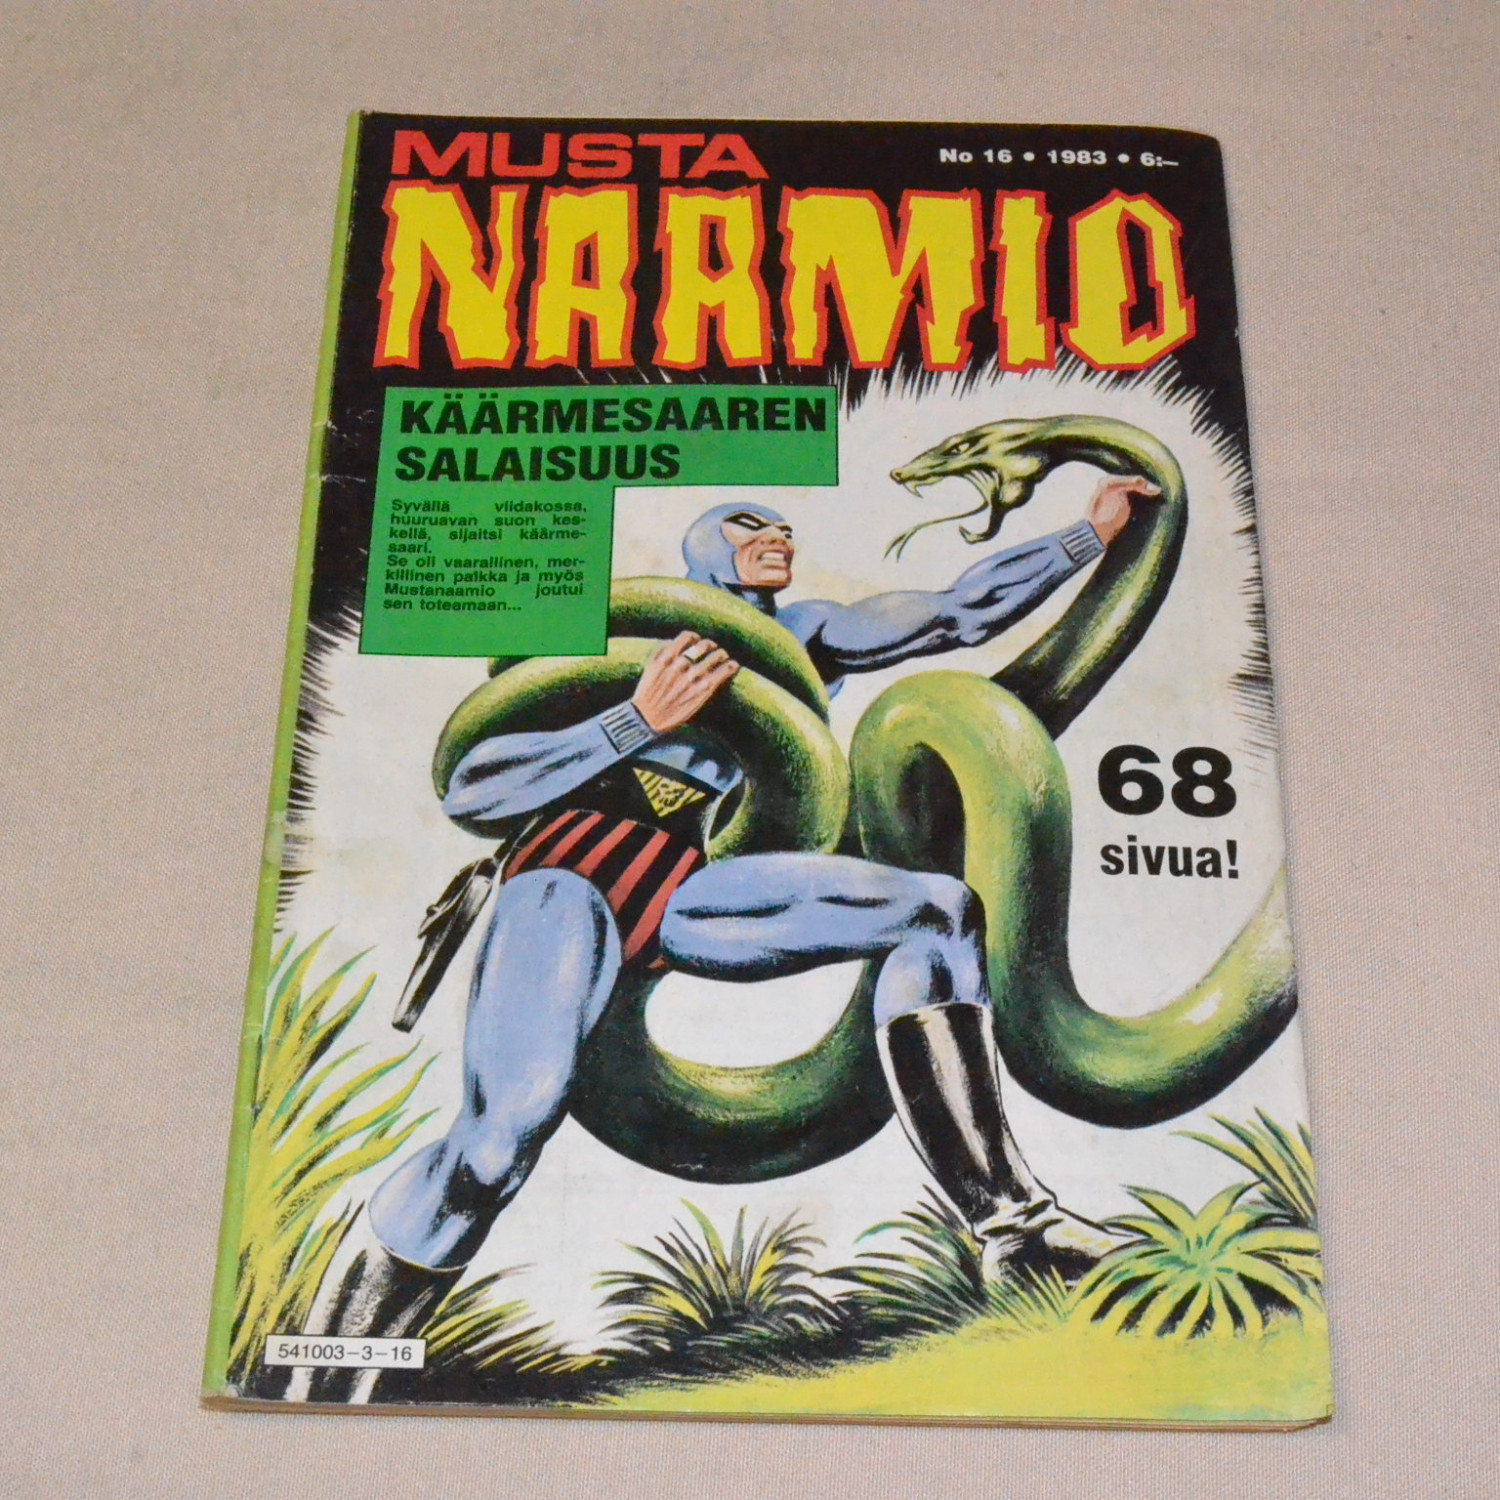 MUSTA
No 16 • 1983 • 6:–
NAAMIO
KÄÄRMESAAREN
SALAISUUS
Syvällä viidakossa,
huuruavan suon kes-
kellä, sijaitsi käärme-
saari.
Se oli vaarallinen, mer-
killinen paikka ja myös
Mustanaamio joutui
sen toteamaan...
68
sivua!
541003–3–16